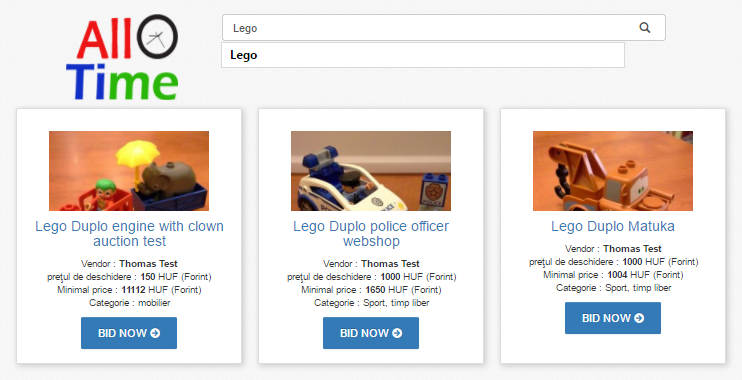 All
Time
Lego
Lego
Lego Duplo engine with clown
auction test
Vendor : Thomas Test
prețul de deschidere : 150 HUF (Forint)
Minimal price : 11112 HUF (Forint)
Categorie : mobilier
BID NOW
Lego Duplo police officer
webshop
Vendor : Thomas Test
prețul de deschidere : 1000 HUF (Forint)
Minimal price : 1650 HUF (Forint)
Categorie : Sport, timp liber
BID NOW
Lego Duplo Matuka
Vendor : Thomas Test
prețul de deschidere : 1000 HUF (Forint)
Minimal price : 1004 HUF (Forint)
Categorie : Sport, timp liber
BID NOW